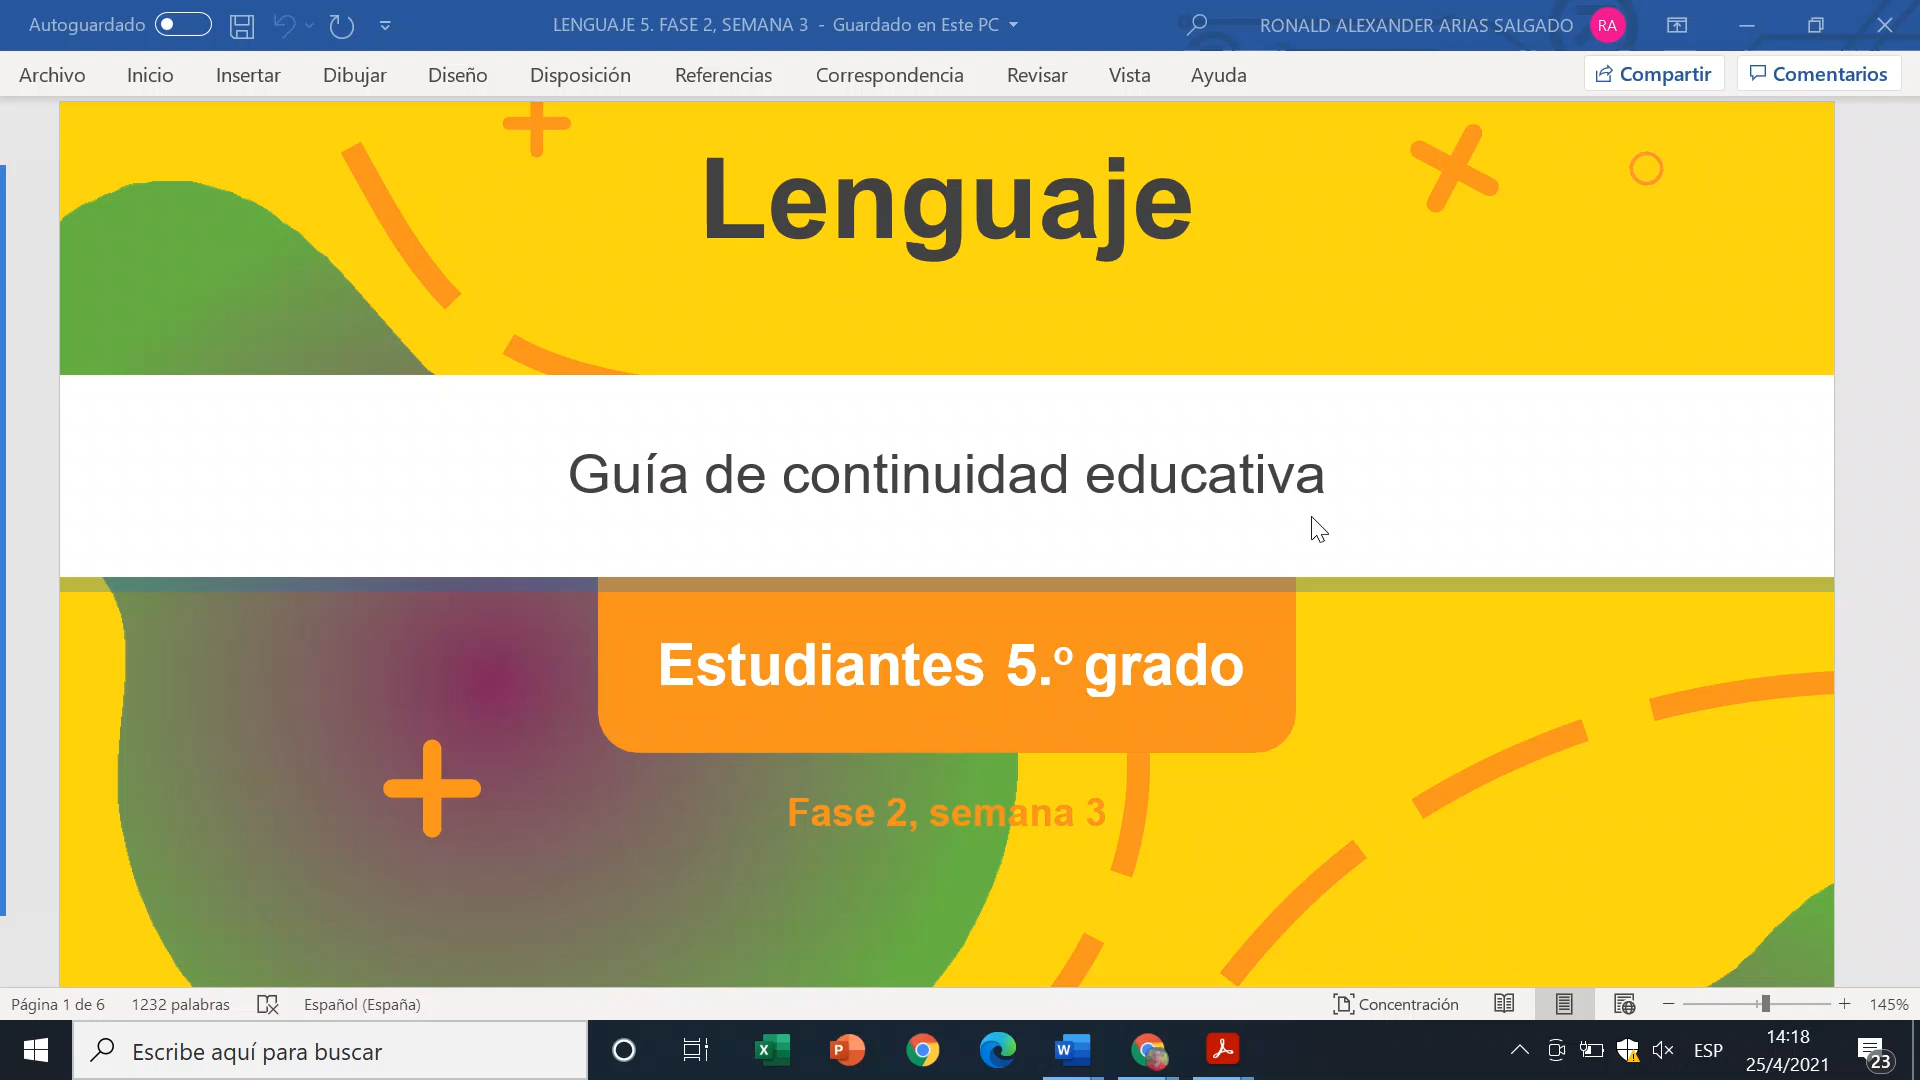 Autoguardado
LENGUAJE 5. FASE 2, SEMANA 3 - Guardado en Este PC
RONALD ALEXANDER ARIAS SALGADO RA
Archivo Inicio Insertar Dibujar Diseño Disposición Referencias Correspondencia Revisar Vista Ayuda Compartir Comentarios
Lenguaje
Guía de continuidad educativa
Estudiantes 5.º grado
Fase 2, semana 3
Página 1 de 6 1232 palabras Español (España) Concentración 145%
Escribe aquí para buscar
ESP
14:18
25/4/2021
23